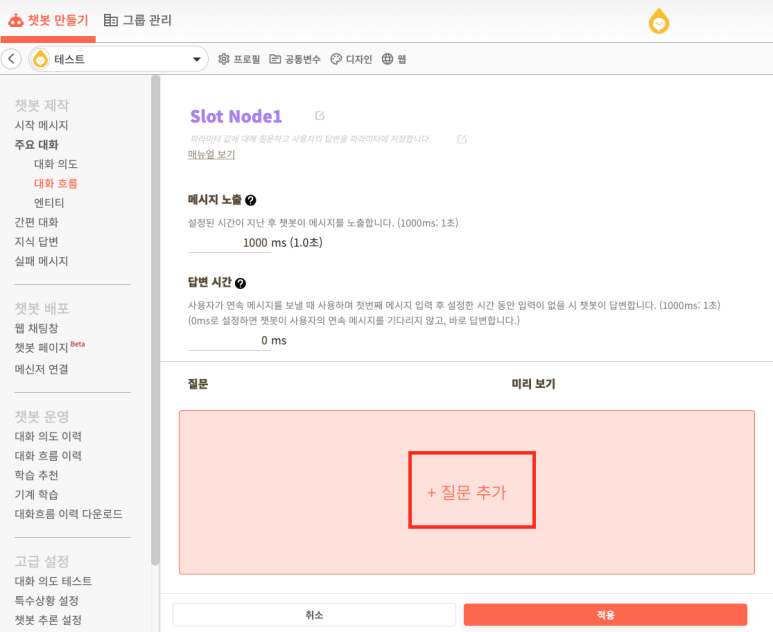 챗봇 만들기
그룹 관리
테스트
프로필
공통변수
디자인
웹
챗봇 제작
시작 메시지
주요 대화
대화 의도
대화 흐름
엔티티
간편 대화
지식 답변
실패 메시지
챗봇 배포
웹 채팅창
챗봇 페이지 Beta
메신저 연결
챗봇 운영
대화 의도 이력
대화 흐름 이력
학습 추천
기계 학습
대화흐름 이력 다운로드
고급 설정
대화 의도 테스트
특수상황 설정
챗봇 추론 설정
Slot Node1
파라미터 값에 대해 질문하고 사용자의 답변을 파라미터에 저장합니다.
매뉴얼 보기
메시지 노출 ?
설정된 시간이 지난 후 챗봇이 메시지를 노출합니다. (1000ms: 1초)
1000 ms (1.0초)
답변 시간 ?
사용자가 연속 메시지를 보낼 때 사용하며 첫번째 메시지 입력 후 설정한 시간 동안 입력이 없을 시 챗봇이 답변합니다. (1000ms: 1초)
(0ms로 설정하면 챗봇이 사용자의 연속 메시지를 기다리지 않고, 바로 답변합니다.)
0 ms
질문
미리 보기
+ 질문 추가
취소
적용